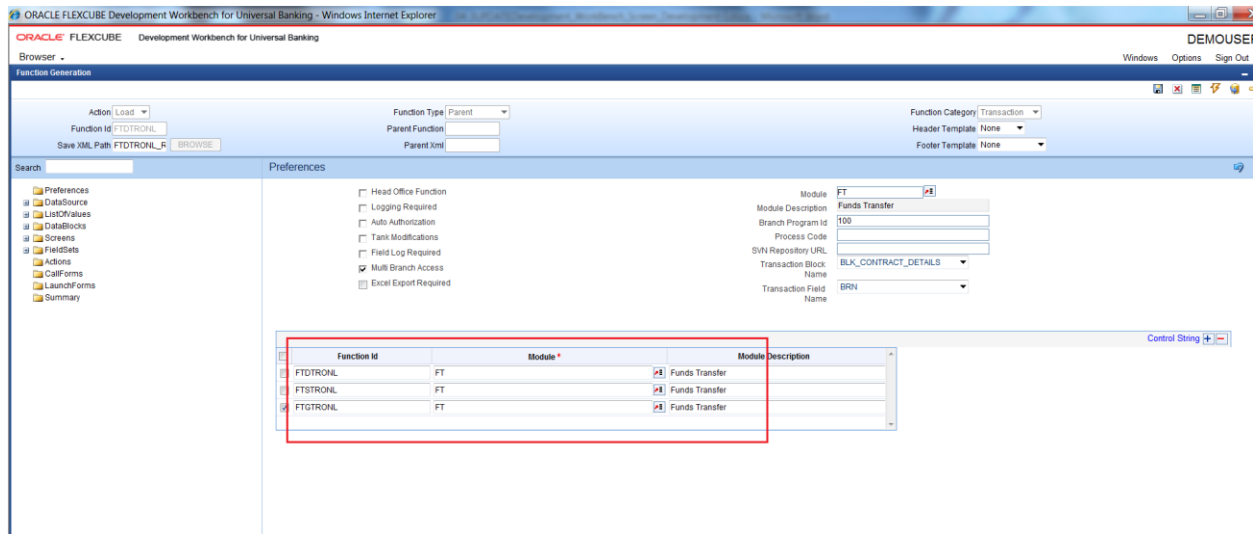 ORACLE FLEXCUBE Development Workbench for Universal Banking - Windows Internet Explorer
ORACLE FLEXCUBE Development Workbench for Universal Banking DEMOUSER
Browser Windows Options Sign Out
Function Generation
Action Load Function Type Parent Function Category Transaction
Function Id FTDTRONL Parent Function Header Template None
Save XML Path FTDTRONL_R BROWSE Parent Xml Footer Template None
Search Preferences
Preferences
DataSource
ListOfValues
DataBlocks
Screens
FieldSets
Actions
CallForms
LaunchForms
Summary
Head Office Function
Logging Required
Auto Authorization
Tank Modifications
Field Log Required
Multi Branch Access
Excel Export Required
Module FT
Module Description Funds Transfer
Branch Program Id 100
Process Code
SVN Repository URL
Transaction Block BLK_CONTRACT_DETAILS
Name
Transaction Field BRN
Name
Control String + −
Function Id Module * Module Description
FTDTRONL FT Funds Transfer
FTSTRONL FT Funds Transfer
FTGTRONL FT Funds Transfer